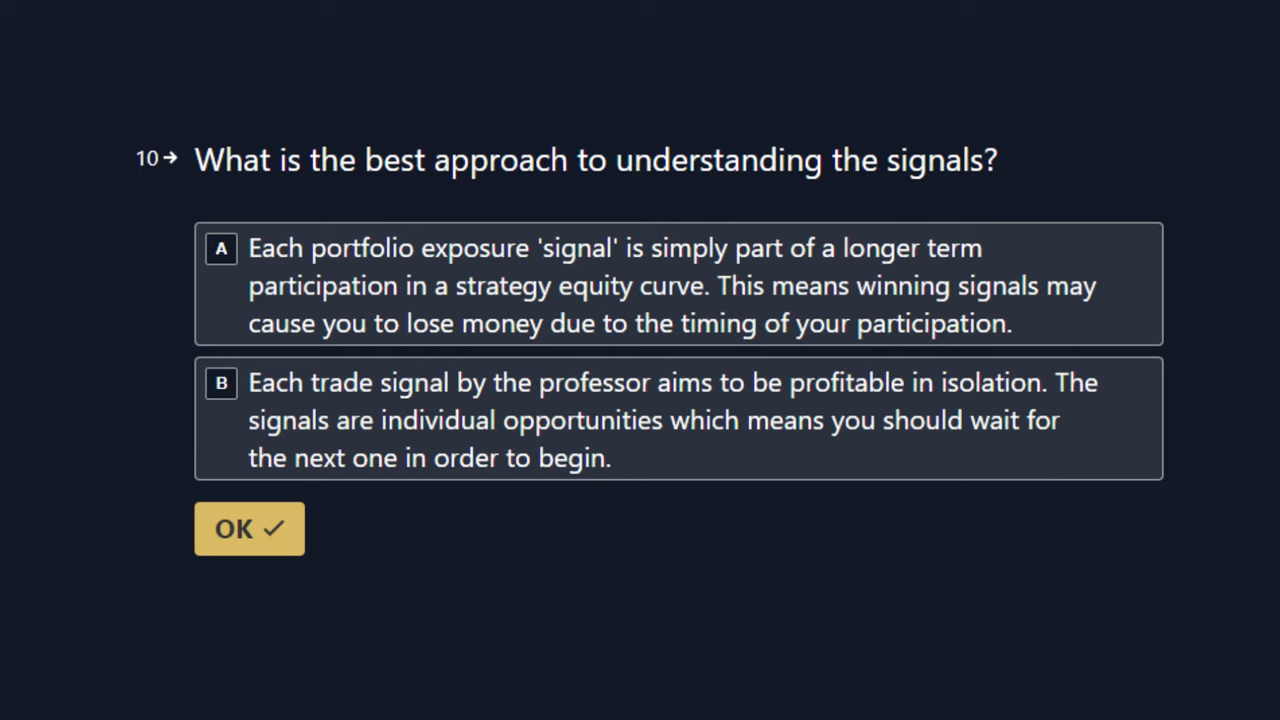 10→ What is the best approach to understanding the signals?
A Each portfolio exposure 'signal' is simply part of a longer term
participation in a strategy equity curve. This means winning signals may
cause you to lose money due to the timing of your participation.
B Each trade signal by the professor aims to be profitable in isolation. The
signals are individual opportunities which means you should wait for
the next one in order to begin.
OK ✓